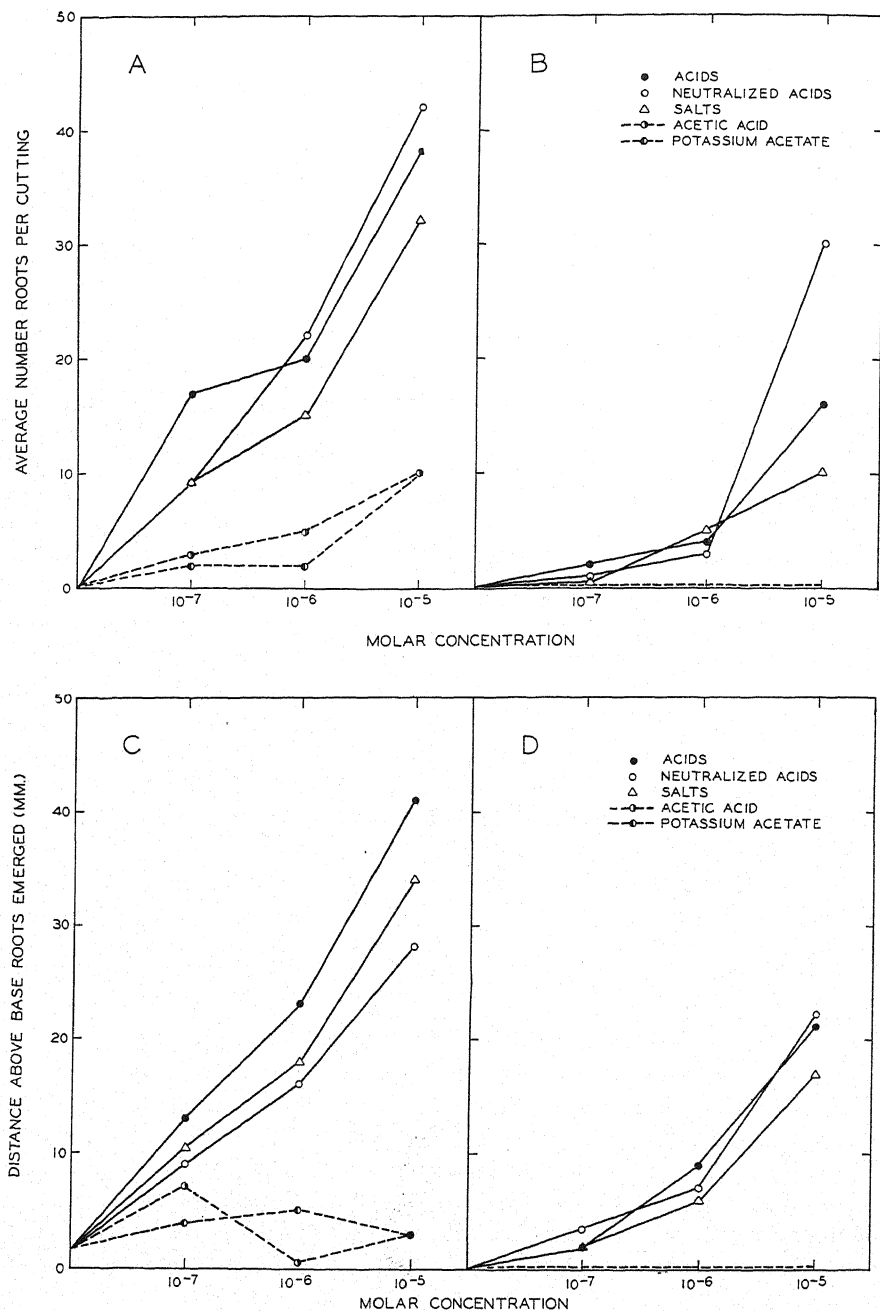 A
B
50
40
30
20
10
0
AVERAGE NUMBER ROOTS PER CUTTING
ACIDS
NEUTRALIZED ACIDS
SALTS
ACETIC ACID
POTASSIUM ACETATE
10⁻⁷ 10⁻⁶ 10⁻⁵ 10⁻⁷ 10⁻⁶ 10⁻⁵
MOLAR CONCENTRATION
C
D
50
40
30
20
10
0
DISTANCE ABOVE BASE ROOTS EMERGED (MM.)
ACIDS
NEUTRALIZED ACIDS
SALTS
ACETIC ACID
POTASSIUM ACETATE
10⁻⁷ 10⁻⁶ 10⁻⁵ 10⁻⁷ 10⁻⁶ 10⁻⁵
MOLAR CONCENTRATION